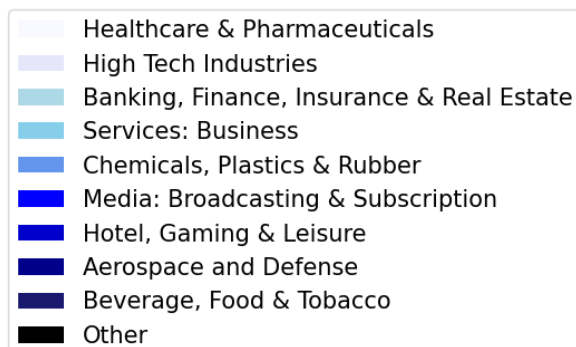 Healthcare & Pharmaceuticals
High Tech Industries
Banking, Finance, Insurance & Real Estate
Services: Business
Chemicals, Plastics & Rubber
Media: Broadcasting & Subscription
Hotel, Gaming & Leisure
Aerospace and Defense
Beverage, Food & Tobacco
Other